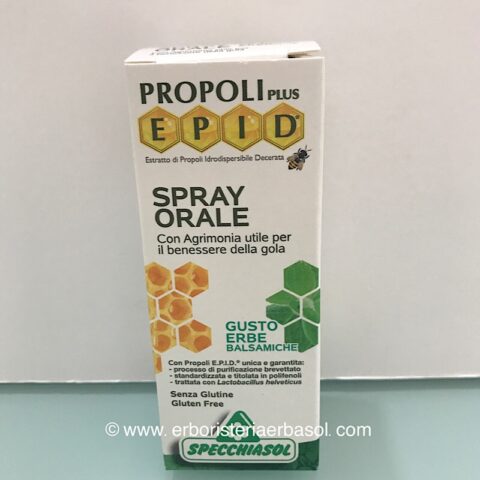 PROPOLI PLUS
E P I D®
Estratto di Propoli Idrodispersibile Decerata
SPRAY
ORALE
Con Agrimonia utile per
il benessere della gola
GUSTO
ERBE
BALSAMICHE
Con Propoli E.P.I.D.® unica e garantita:
- processo di purificazione brevettato
- standardizzata e titolata in polifenoli
- trattata con Lactobacillus helveticus
Senza Glutine
Gluten Free
© www. erboristeriaerbasol. com
SPECCHIASOL